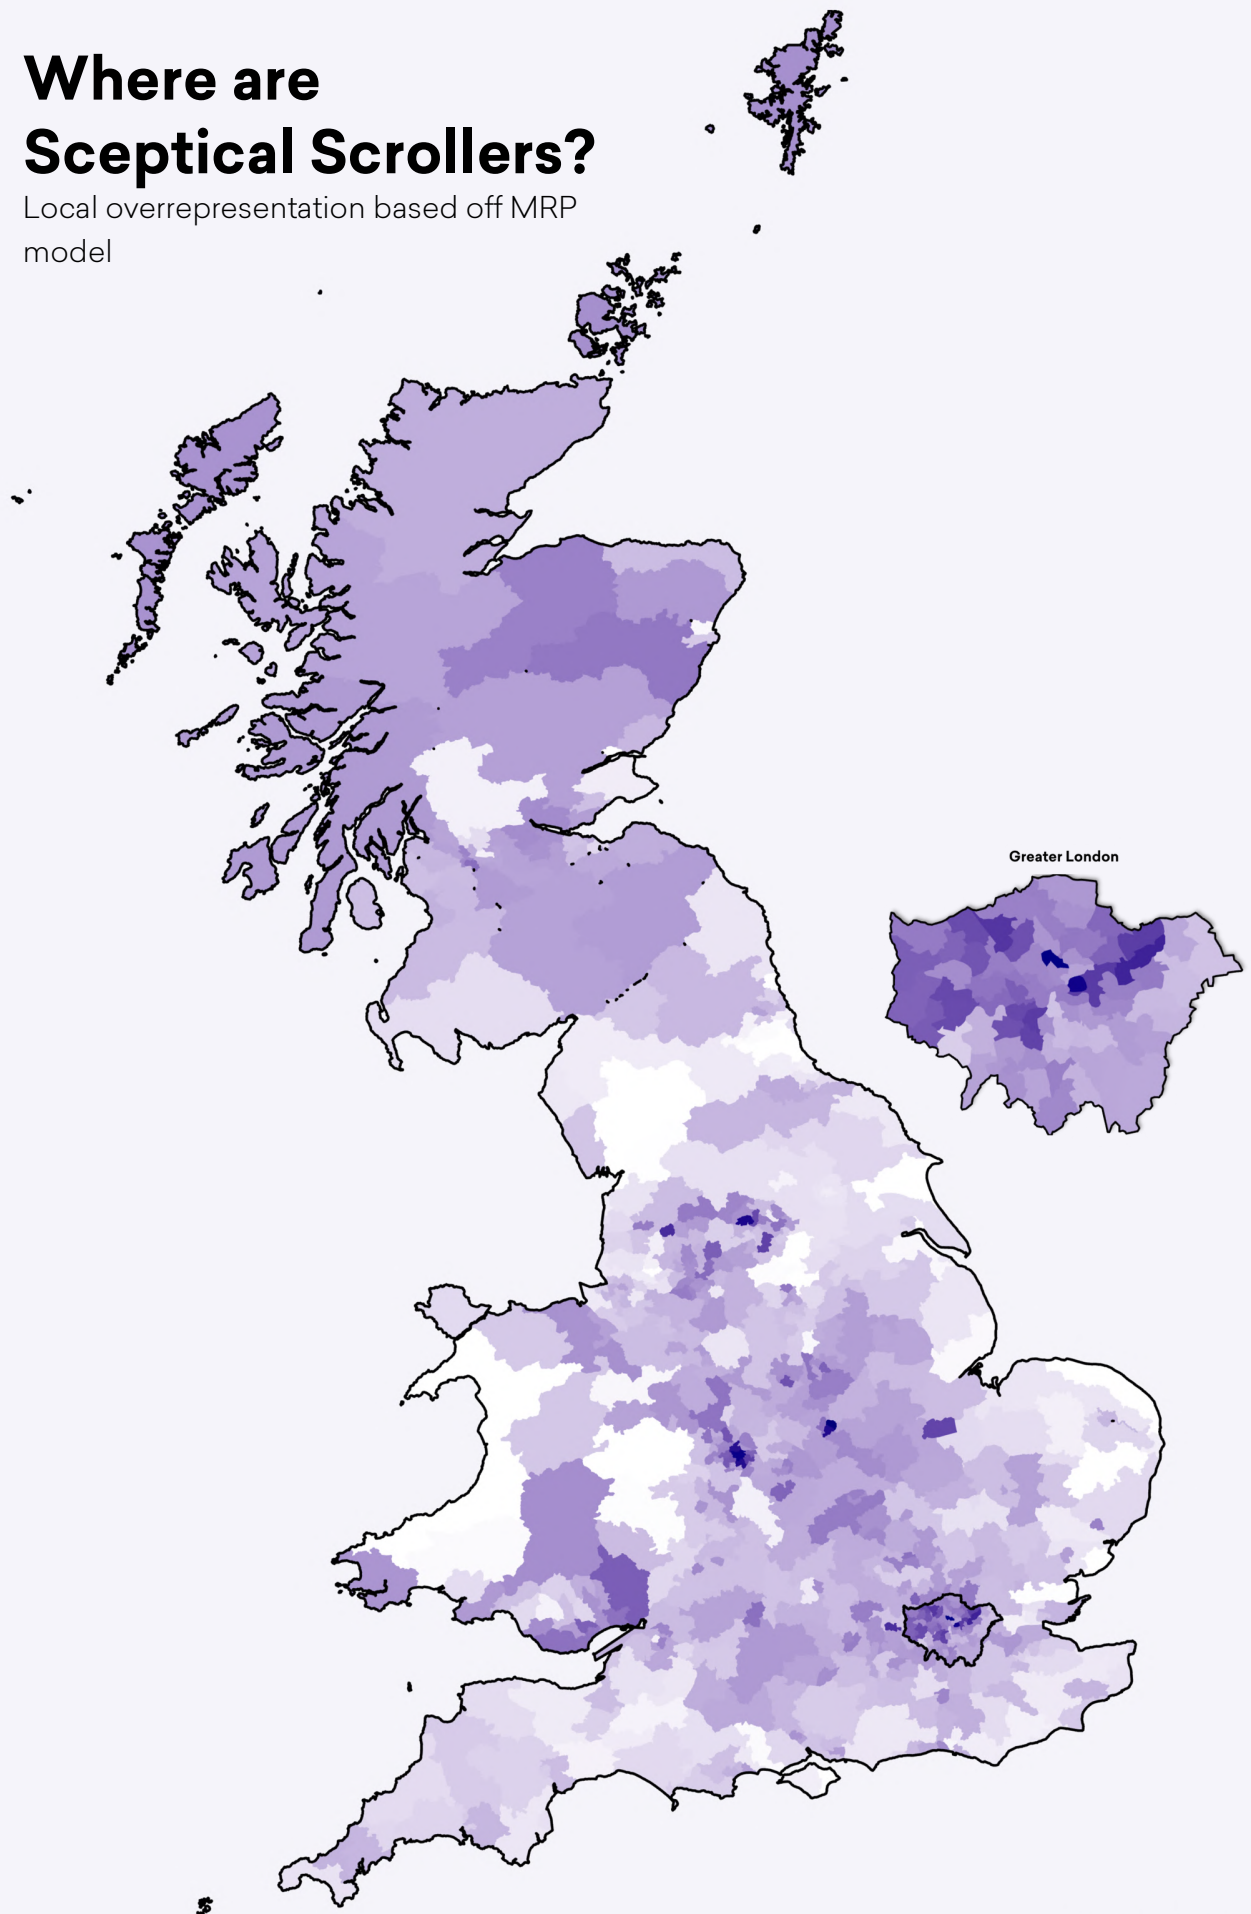 Where are
Sceptical Scrollers?
Local overrepresentation based off MRP
model
Greater London